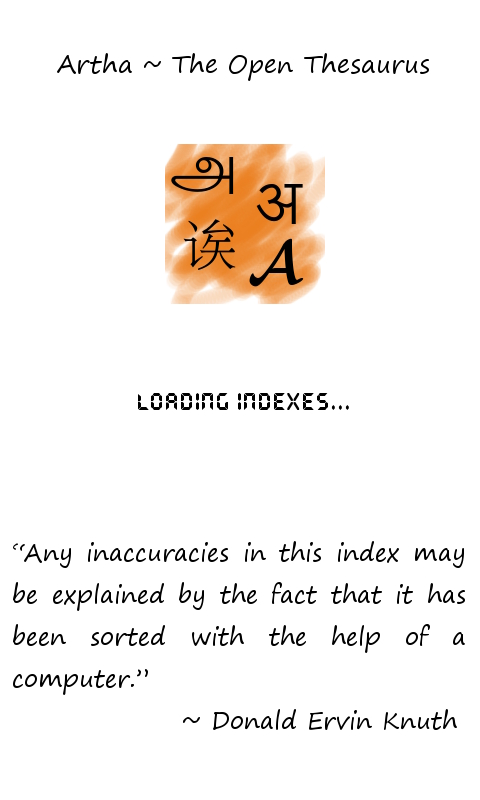 Artha ~ The Open Thesaurus
அ
अ
诶
A
LOADING INDEXES...
“Any inaccuracies in this index may
be explained by the fact that it has
been sorted with the help of a
computer.”
~ Donald Ervin Knuth